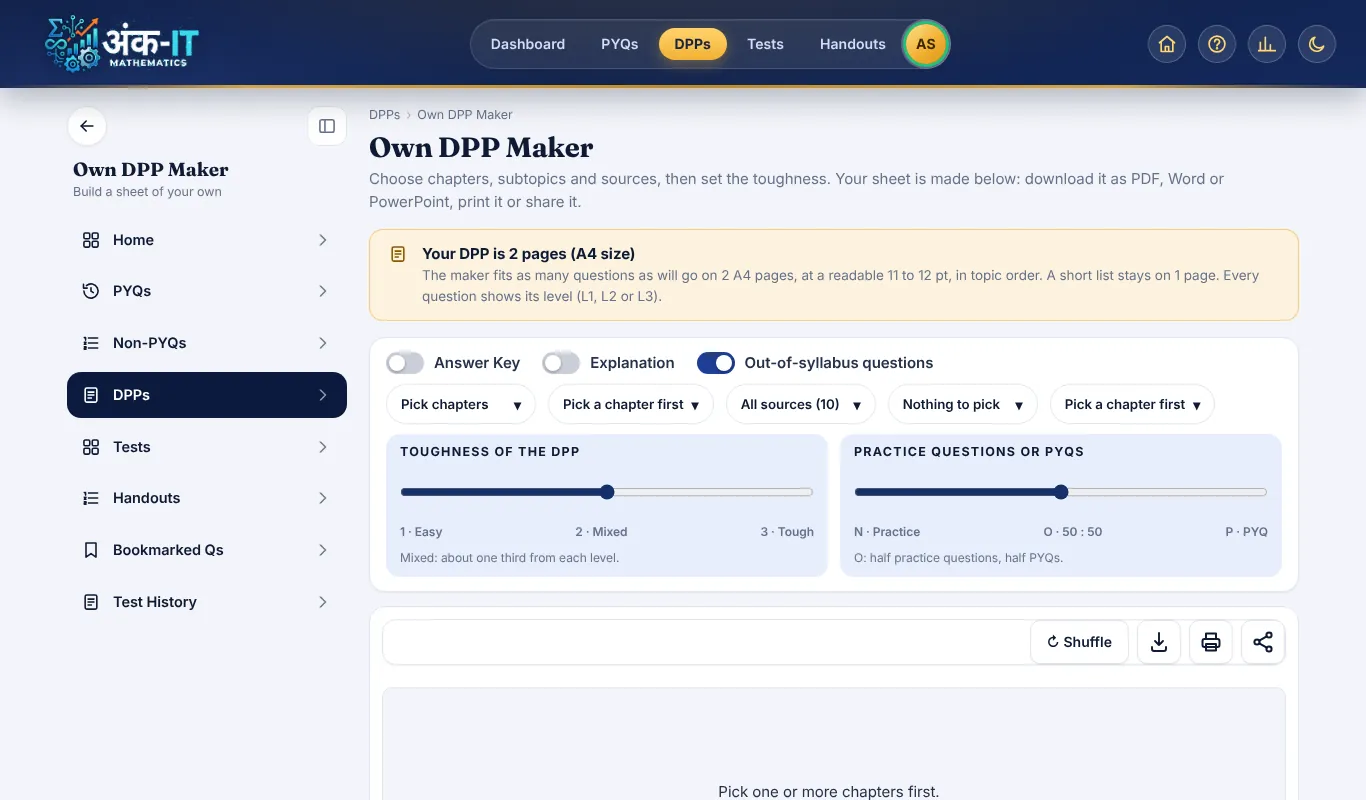 अंक-IT
MATHEMATICS
Dashboard
PYQs
DPPs
Tests
Handouts
AS
Own DPP Maker
Build a sheet of your own
Home
PYQs
Non-PYQs
DPPs
Tests
Handouts
Bookmarked Qs
Test History
DPPs › Own DPP Maker
Own DPP Maker
Choose chapters, subtopics and sources, then set the toughness. Your sheet is made below: download it as PDF, Word or
PowerPoint, print it or share it.
Your DPP is 2 pages (A4 size)
The maker fits as many questions as will go on 2 A4 pages, at a readable 11 to 12 pt, in topic order. A short list stays on 1 page. Every
question shows its level (L1, L2 or L3).
Answer Key
Explanation
Out-of-syllabus questions
Pick chapters
Pick a chapter first
All sources (10)
Nothing to pick
Pick a chapter first
TOUGHNESS OF THE DPP
1 · Easy
2 · Mixed
3 · Tough
Mixed: about one third from each level.
PRACTICE QUESTIONS OR PYQS
N · Practice
O · 50 : 50
P · PYQ
O: half practice questions, half PYQs.
Shuffle
Pick one or more chapters first.